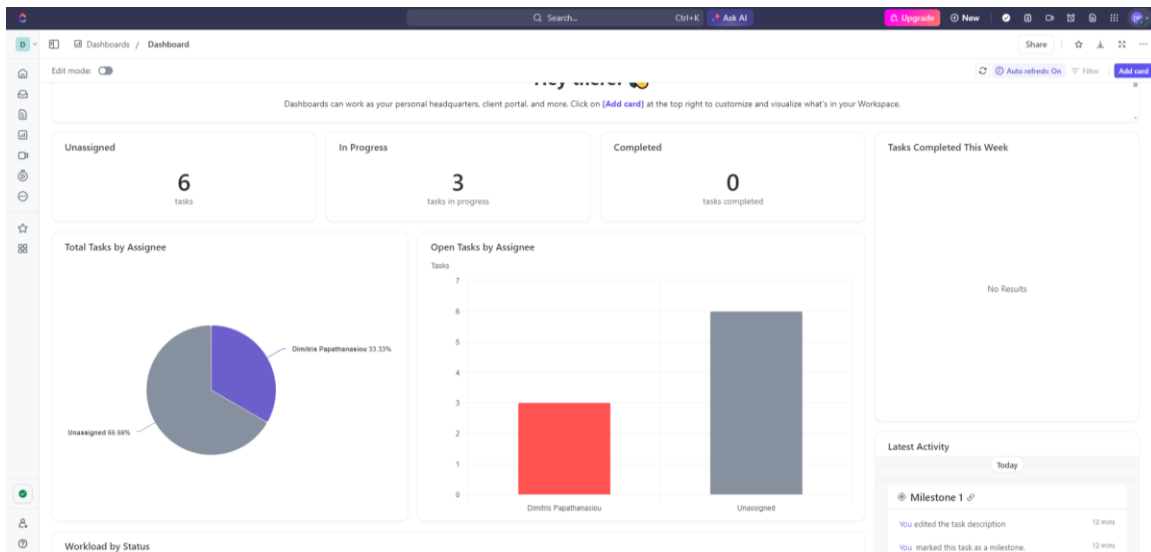 Search...
Ctrl+K
Ask AI
Upgrade
New
DP
D
Dashboards / Dashboard
Share
Edit mode:
Auto refresh: On
Filter
Add card
Hey there!
Dashboards can work as your personal headquarters, client portal, and more. Click on [Add card] at the top right to customize and visualize what's in your Workspace.
Unassigned
6
tasks
In Progress
3
tasks in progress
Completed
0
tasks completed
Tasks Completed This Week
No Results
Total Tasks by Assignee
Dimitris Papathanasiou 33.33%
Unassigned 66.66%
Open Tasks by Assignee
Tasks
7
6
5
4
3
2
1
0
Dimitris Papathanasiou
Unassigned
Latest Activity
Today
Milestone 1
You edited the task description
12 mins
You marked this task as a milestone.
12 mins
Workload by Status